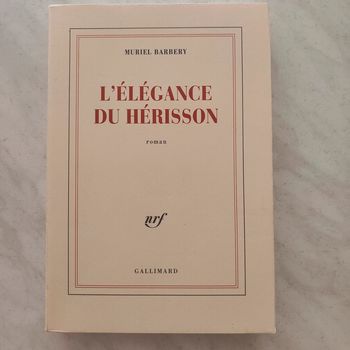 MURIEL BARBERY
L'ÉLÉGANCE
DU HÉRISSON
roman
nrf
GALLIMARD